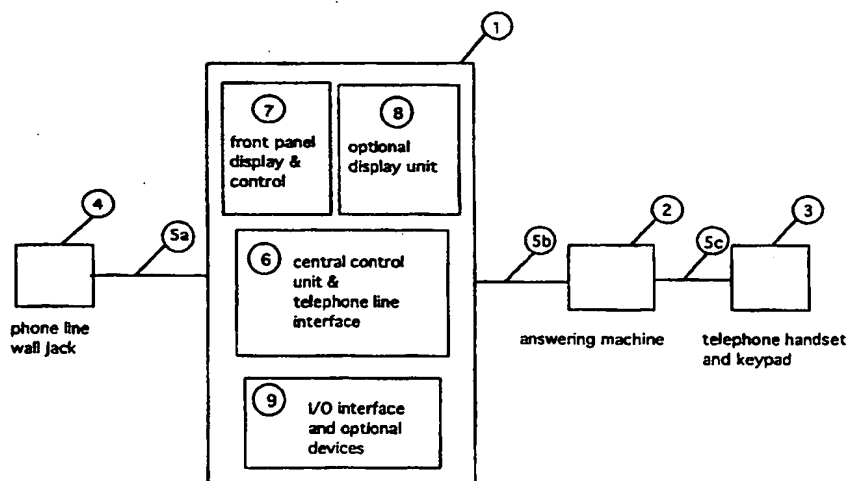 1
7
front panel
display &
control
8
optional
display unit
4
5a
phone line
wall jack
6
central control
unit &
telephone line
interface
5b
2
answering machine
5c
3
telephone handset
and keypad
9
I/O interface
and optional
devices